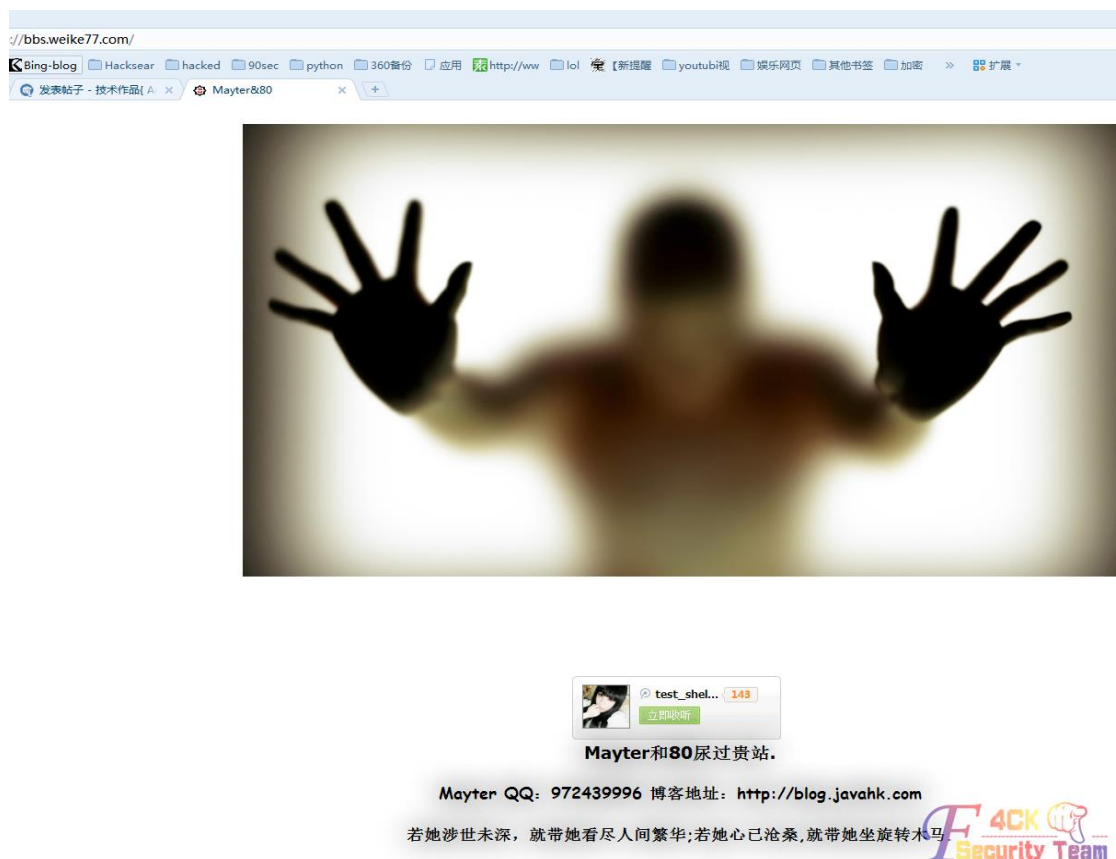 ://bbs.weike77.com/
Bing-blog Hacksear hacked 90sec python 360备份 应用 http://ww lol 【新提醒 youtubi视 娱乐网页 其他书签 加密 » 扩展
发表帖子 - 技术作品{ A × Mayter&80 × +
test_shel... 143
立即收听
Mayter和80尿过贵站.
Mayter QQ：972439996 博客地址：http://blog.javahk.com
若她涉世未深，就带她看尽人间繁华;若她心已沧桑,就带她坐旋转木马.
F4CK
Security Team